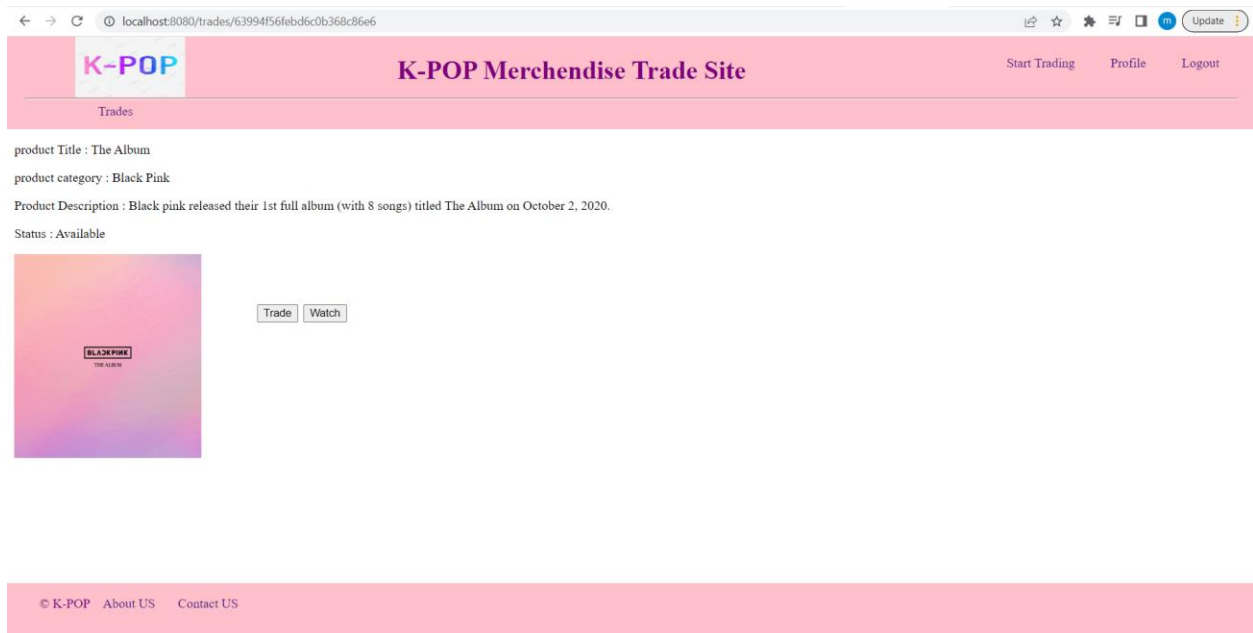 localhost:8080/trades/63994f56febd6c0b368c86e6
m
Update
K-POP
K-POP Merchendise Trade Site
Start Trading Profile Logout
Trades
product Title : The Album
product category : Black Pink
Product Description : Black pink released their 1st full album (with 8 songs) titled The Album on October 2, 2020.
Status : Available
Trade Watch
BLACKPINK
THE ALBUM
© K-POP About US Contact US